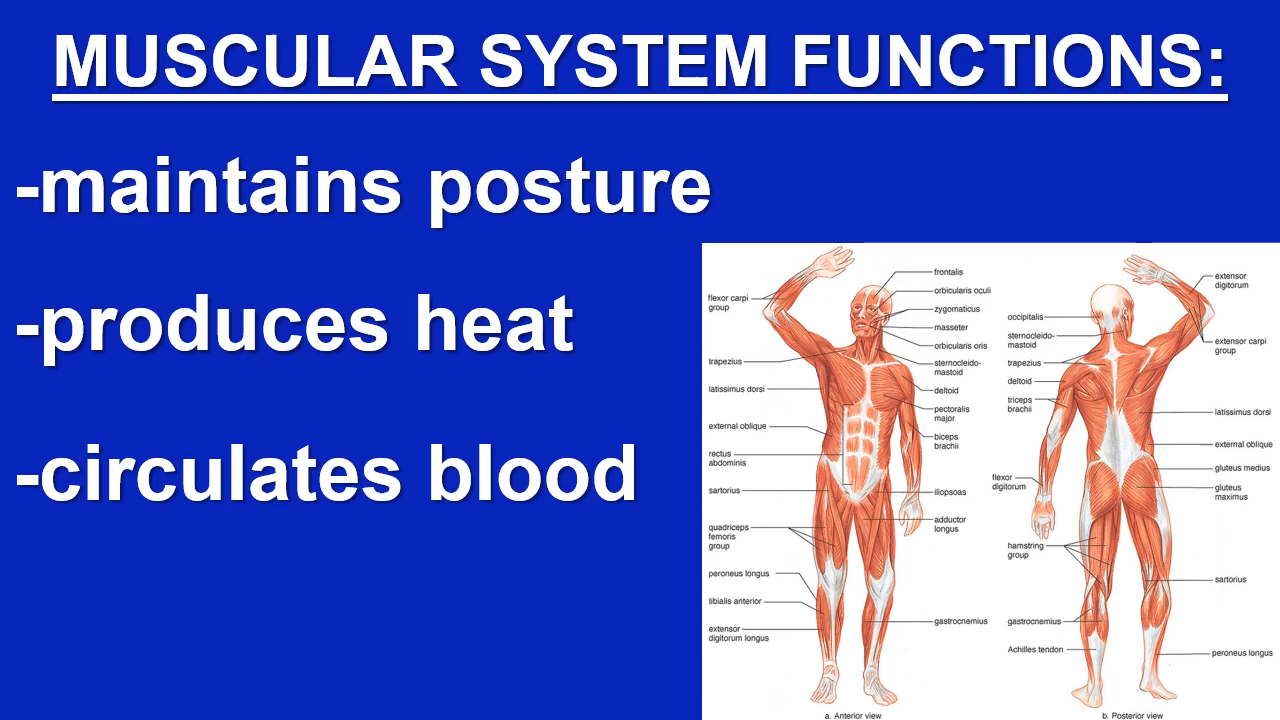 MUSCULAR SYSTEM FUNCTIONS:
-maintains posture
-produces heat
-circulates blood
flexor carpi
group
trapezius
latissimus dorsi
external oblique
rectus
abdominis
sartorius
quadriceps
femoris
group
peroneus longus
tibialis anterior
extensor
digitorum longus
frontalis
orbicularis oculi
zygomaticus
masseter
orbicularis oris
sternocleido-
mastoid
deltoid
pectoralis
major
biceps
brachii
iliopsoas
adductor
longus
gastrocnemius
a. Anterior view
occipitalis
sternocleido-
mastoid
trapezius
deltoid
triceps
brachii
flexor
digitorum
hamstring
group
gastrocnemius
Achilles tendon
extensor
digitorum
extensor carpi
group
latissimus dorsi
external oblique
gluteus medius
gluteus
maximus
sartorius
peroneus longus
b. Posterior view